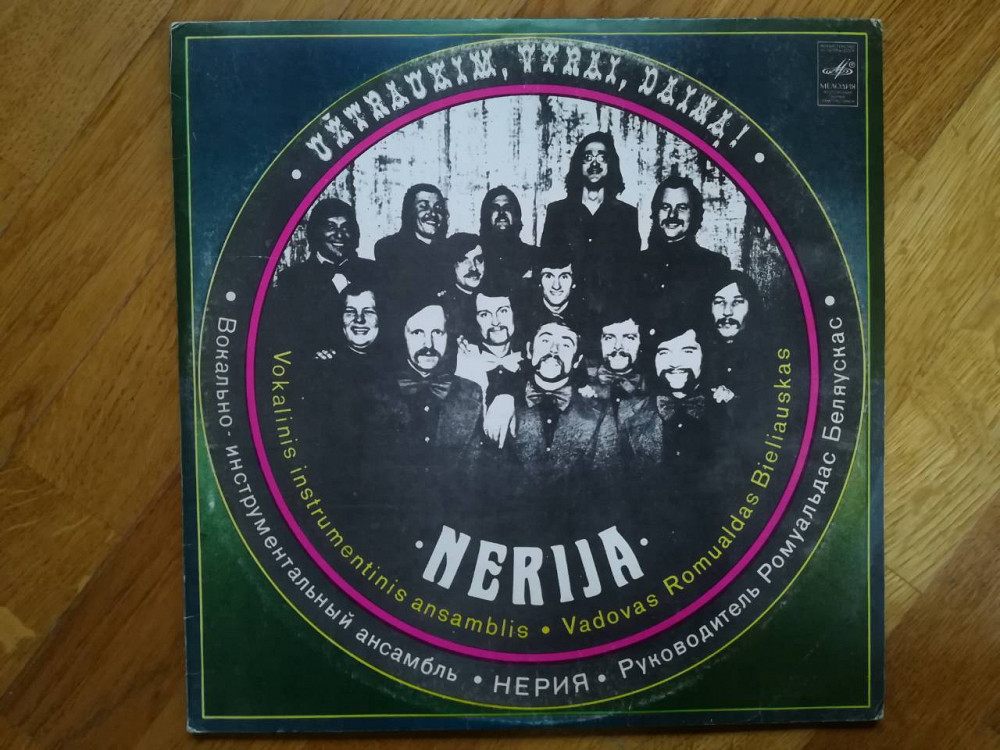 UŽTRAUKIM, VYRAI, DAINĄ!
МЕЛОДИЯ
Vokalinis instrumentinis ansamblis • Vadovas Romualdas Bieliauskas
• NERIJA •
• Вокально-инструментальный ансамбль • НЕРИЯ • Руководитель Ромуальдас Беляускас •